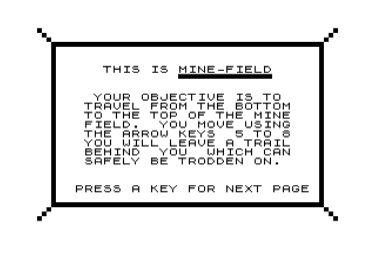 THIS IS MINE-FIELD
YOUR OBJECTIVE IS TO
TRAVEL FROM THE BOTTOM
TO THE TOP OF THE MINE
FIELD. YOU MOVE USING
THE ARROW KEYS 5 TO 8
YOU WILL LEAVE A TRAIL
BEHIND YOU WHICH CAN
SAFELY BE TRODDEN ON.
PRESS A KEY FOR NEXT PAGE